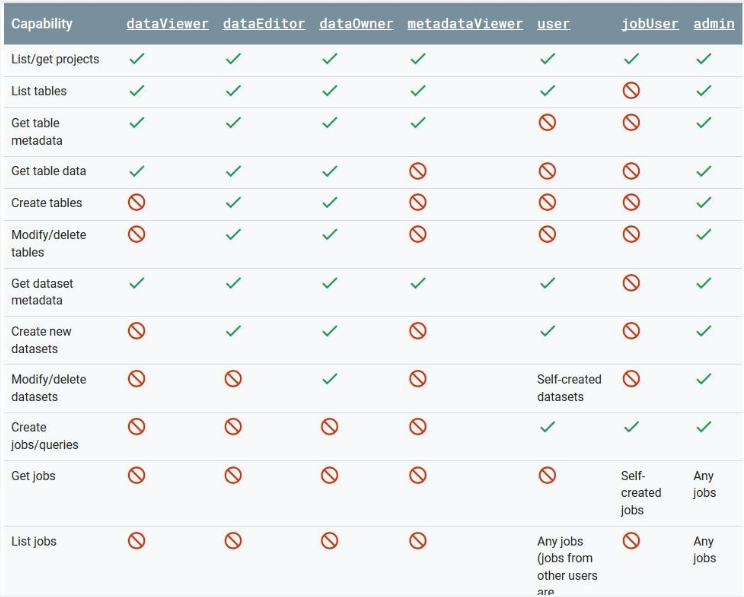 Capability dataViewer dataEditor dataOwner metadataViewer user jobUser admin
List/get projects
List tables
Get table
metadata
Get table data
Create tables
Modify/delete
tables
Get dataset
metadata
Create new
datasets
Modify/delete
datasets
Self-created
datasets
Create
jobs/queries
Get jobs
Self-
created
jobs
Any
jobs
List jobs
Any jobs
(jobs from
other users
are
Any
jobs